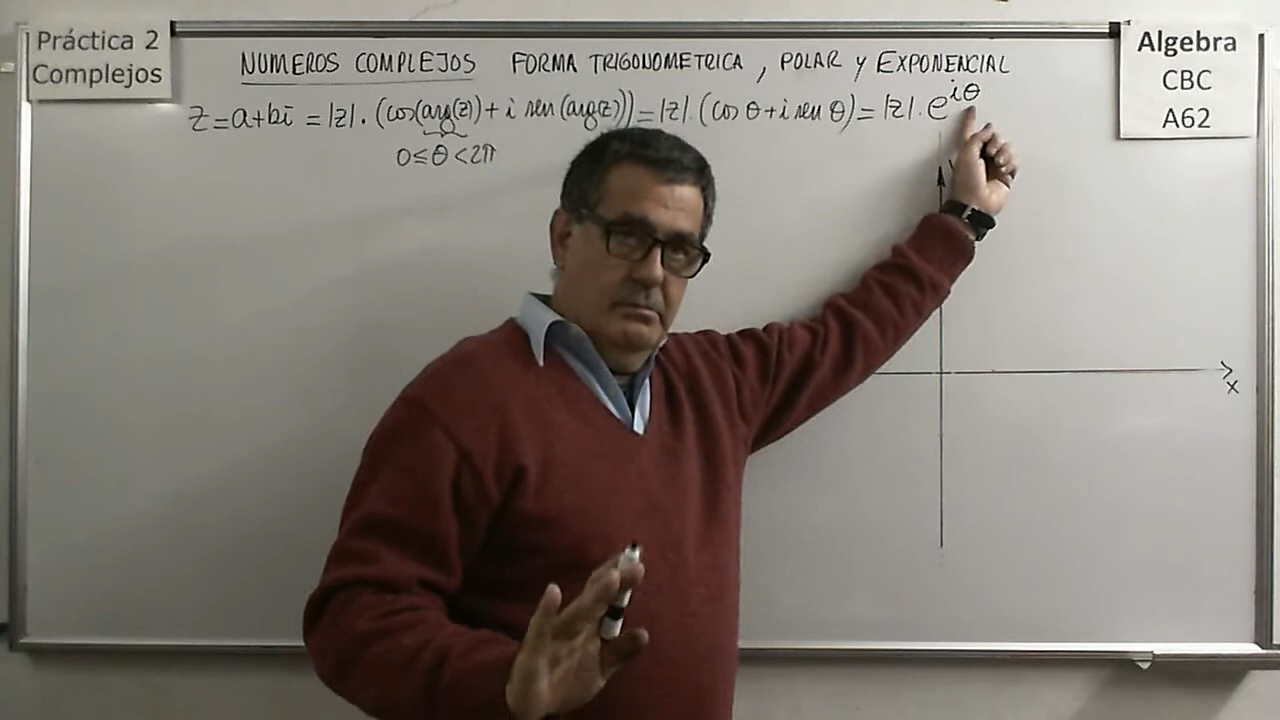 Práctica 2
Complejos
NUMEROS COMPLEJOS FORMA TRIGONOMETRICA, POLAR y EXPONENCIAL
z=a+bi = |z|.(cos(arg(z))+i sen(arg(z)))=|z|.(cos θ+i sen θ)=|z|.e^{iθ}
0≤θ<2π
Algebra
CBC
A62
x